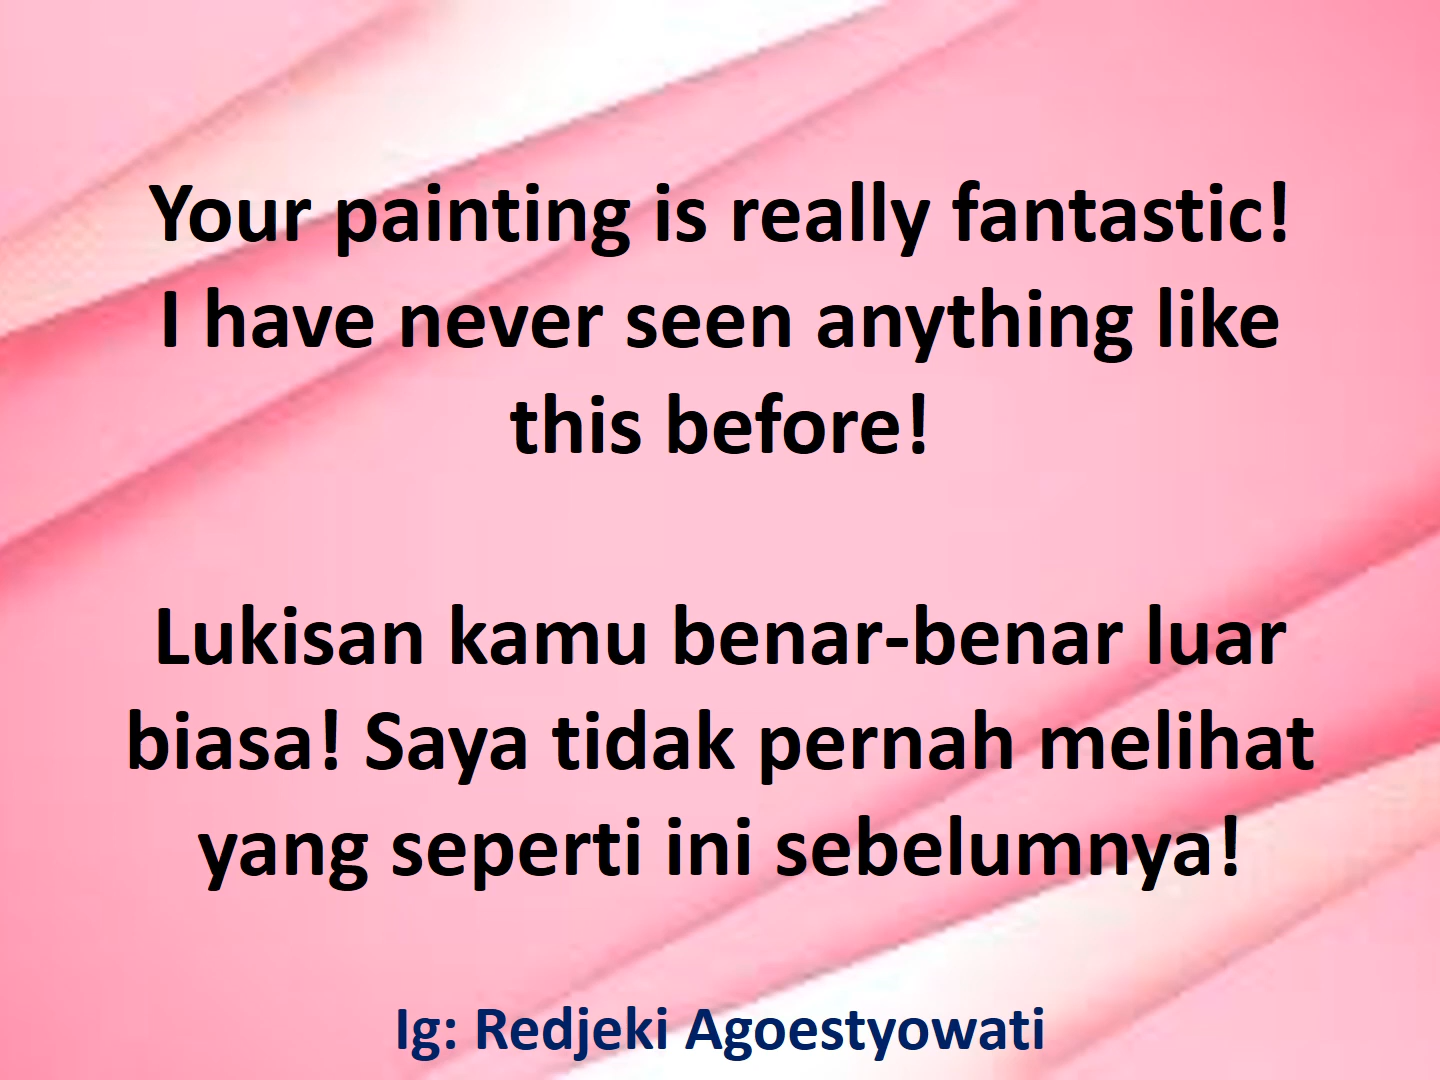 Your painting is really fantastic!
I have never seen anything like
this before!
Lukisan kamu benar-benar luar
biasa! Saya tidak pernah melihat
yang seperti ini sebelumnya!
Ig: Redjeki Agoestyowati